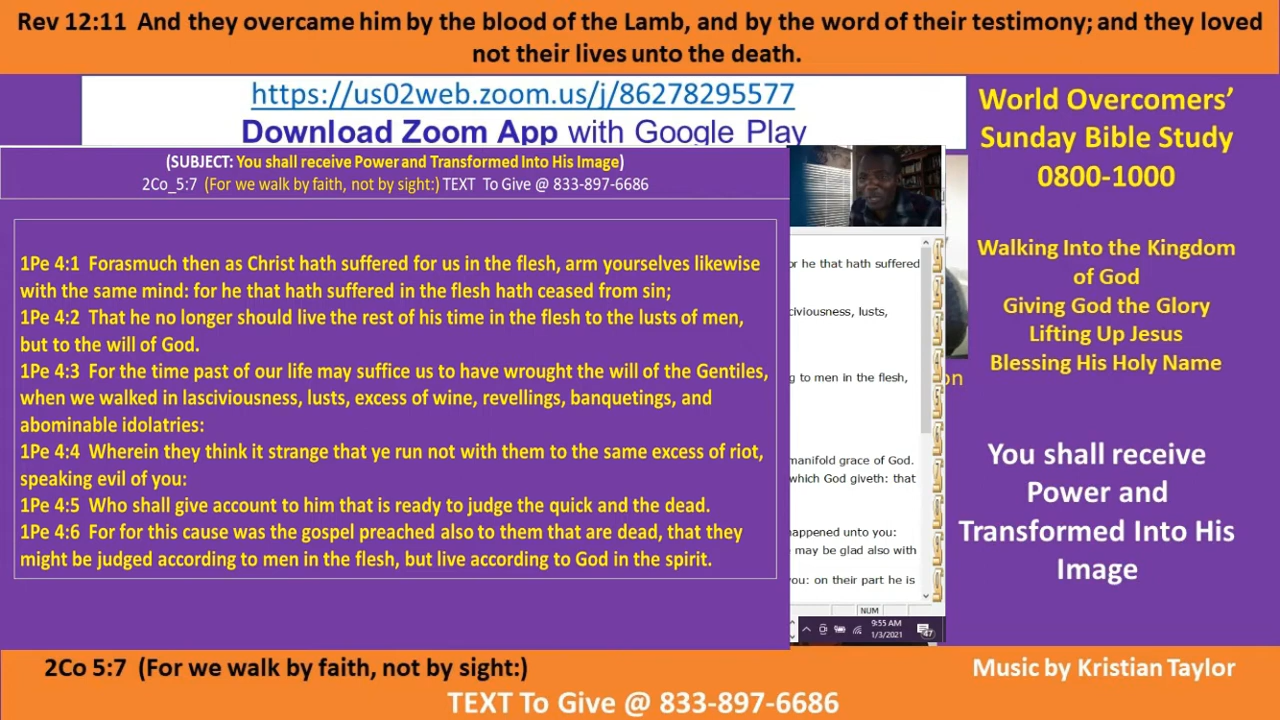 Rev 12:11  And they overcame him by the blood of the Lamb, and by the word of their testimony; and they loved
not their lives unto the death.
https://us02web.zoom.us/j/86278295577
Download Zoom App with Google Play
(SUBJECT: You shall receive Power and Transformed Into His Image)
2Co_5:7  (For we walk by faith, not by sight:) TEXT  To Give @ 833-897-6686
1Pe 4:1  Forasmuch then as Christ hath suffered for us in the flesh, arm yourselves likewise
with the same mind: for he that hath suffered in the flesh hath ceased from sin;
1Pe 4:2  That he no longer should live the rest of his time in the flesh to the lusts of men,
but to the will of God.
1Pe 4:3  For the time past of our life may suffice us to have wrought the will of the Gentiles,
when we walked in lasciviousness, lusts, excess of wine, revellings, banquetings, and
abominable idolatries:
1Pe 4:4  Wherein they think it strange that ye run not with them to the same excess of riot,
speaking evil of you:
1Pe 4:5  Who shall give account to him that is ready to judge the quick and the dead.
1Pe 4:6  For for this cause was the gospel preached also to them that are dead, that they
might be judged according to men in the flesh, but live according to God in the spirit.
or he that hath suffered
civiousness, lusts,
g to men in the flesh,
manifold grace of God.
which God giveth: that
happened unto you:
may be glad also with
ou: on their part he is
NUM
9:55 AM
1/3/2021
47
on
World Overcomers’
Sunday Bible Study
0800-1000
Walking Into the Kingdom
of God
Giving God the Glory
Lifting Up Jesus
Blessing His Holy Name
You shall receive
Power and
Transformed Into His
Image
2Co 5:7  (For we walk by faith, not by sight:)
Music by Kristian Taylor
TEXT To Give @ 833-897-6686